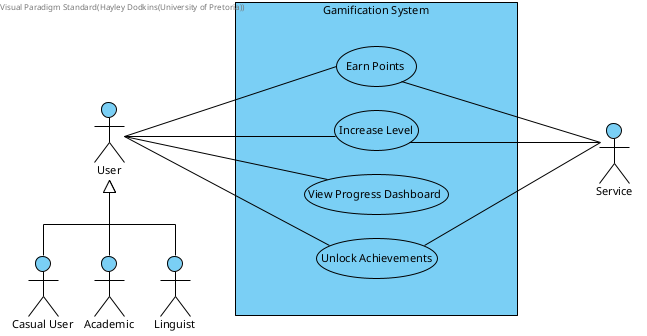 Visual Paradigm Standard(Hayley Dodkins(University of Pretoria))
Gamification System
Earn Points
Increase Level
User
Service
View Progress Dashboard
Unlock Achievements
Casual User
Academic
Linguist